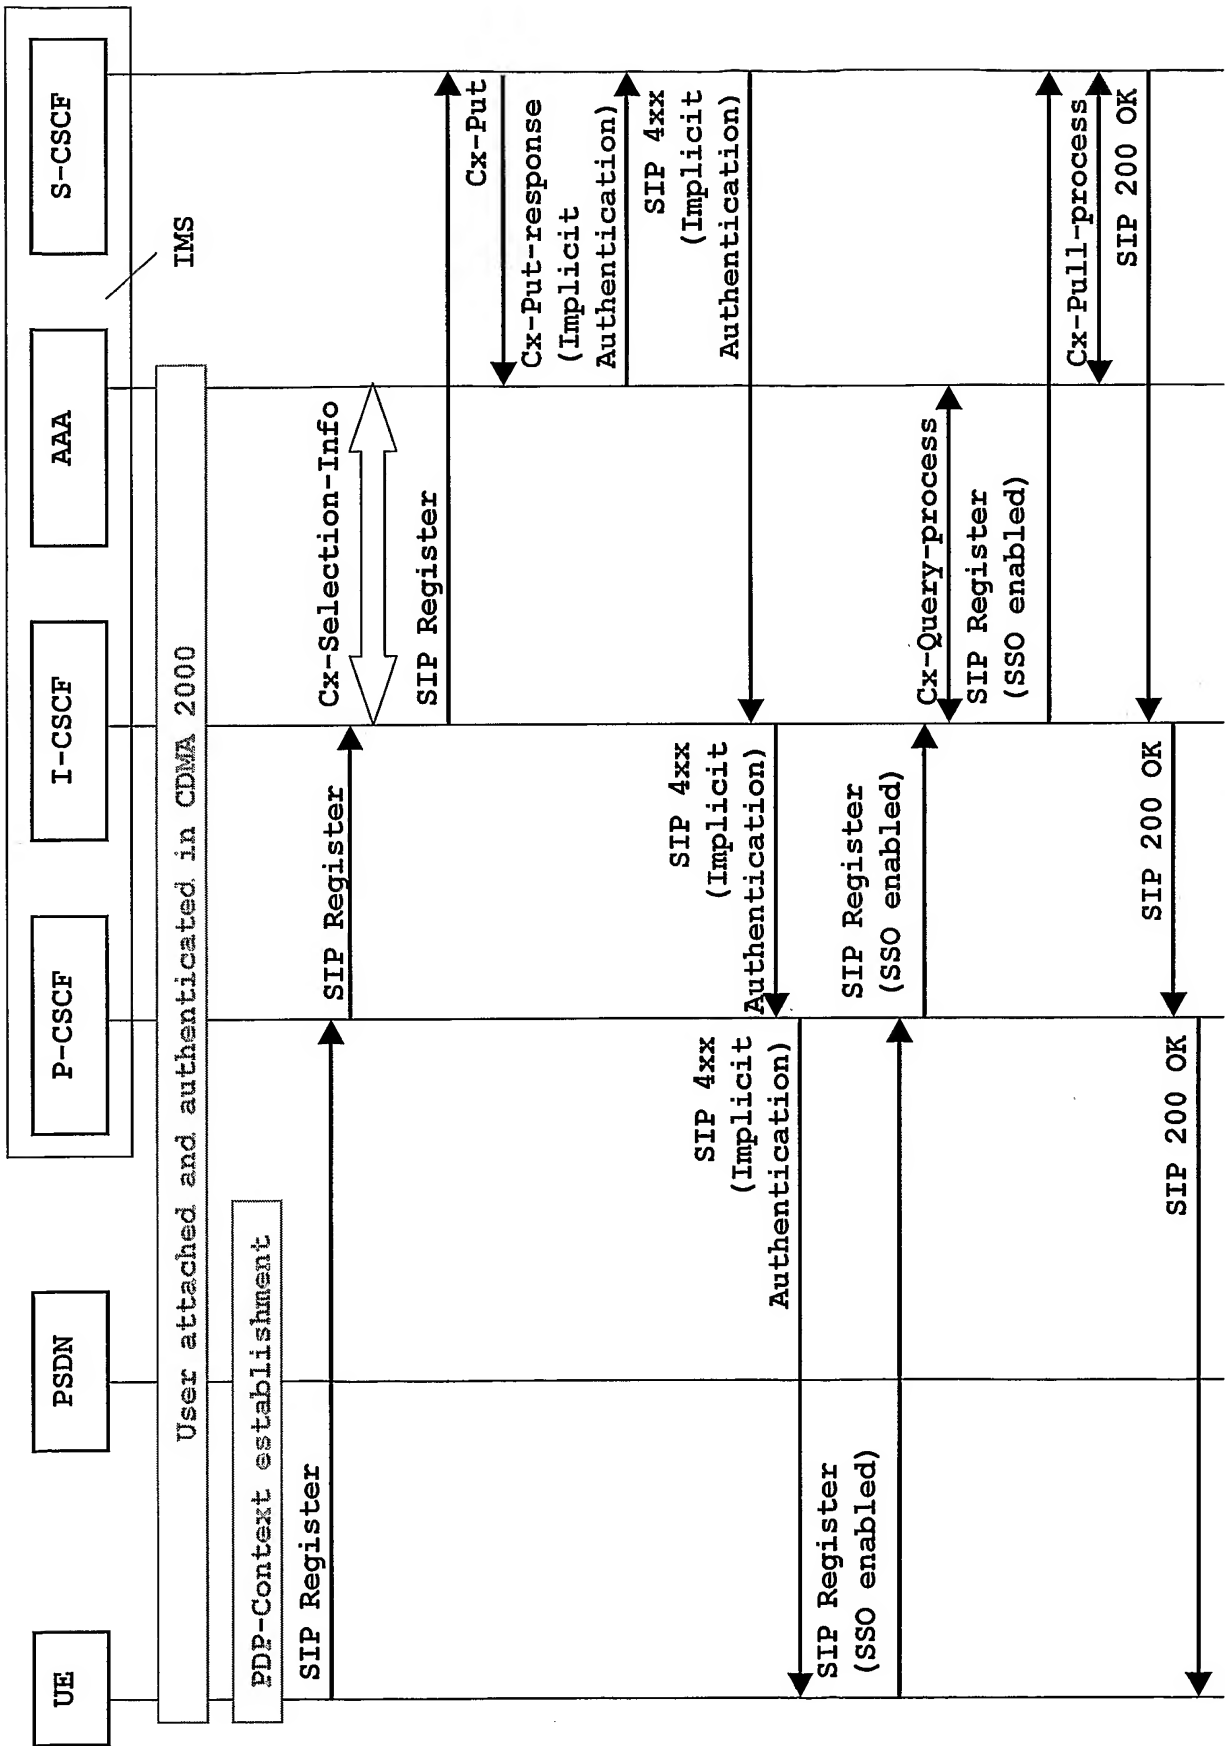 UE
PSDN
P-CSCF
I-CSCF
AAA
S-CSCF
IMS
User attached and authenticated in CDMA 2000
PDP-Context establishment
SIP Register
SIP Register
Cx-Selection-Info
SIP Register
Cx-Put
Cx-Put-response
(Implicit
Authentication)
SIP 4xx
(Implicit
Authentication)
SIP 4xx
(Implicit
Authentication)
SIP 4xx
(Implicit
Authentication)
SIP Register
(SSO enabled)
SIP Register
(SSO enabled)
Cx-Query-process
SIP Register
(SSO enabled)
Cx-Pull-process
SIP 200 OK
SIP 200 OK
SIP 200 OK